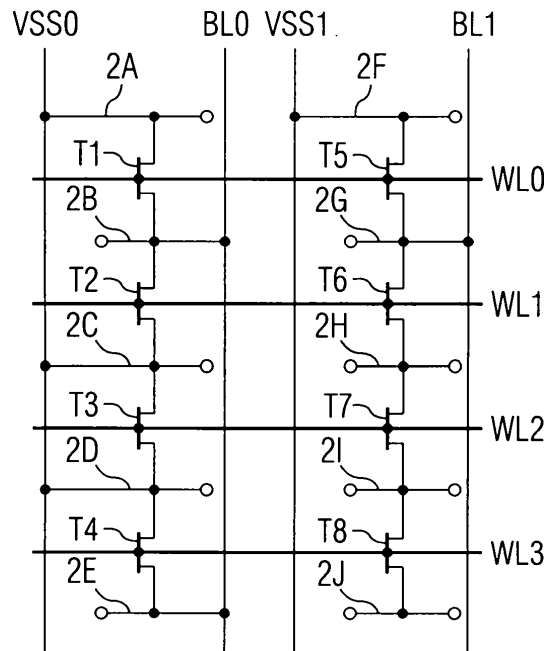 VSS0 BL0 VSS1 BL1
2A 2F
T1 T5 WL0
2B 2G
T2 T6 WL1
2C 2H
T3 T7 WL2
2D 2I
T4 T8 WL3
2E 2J